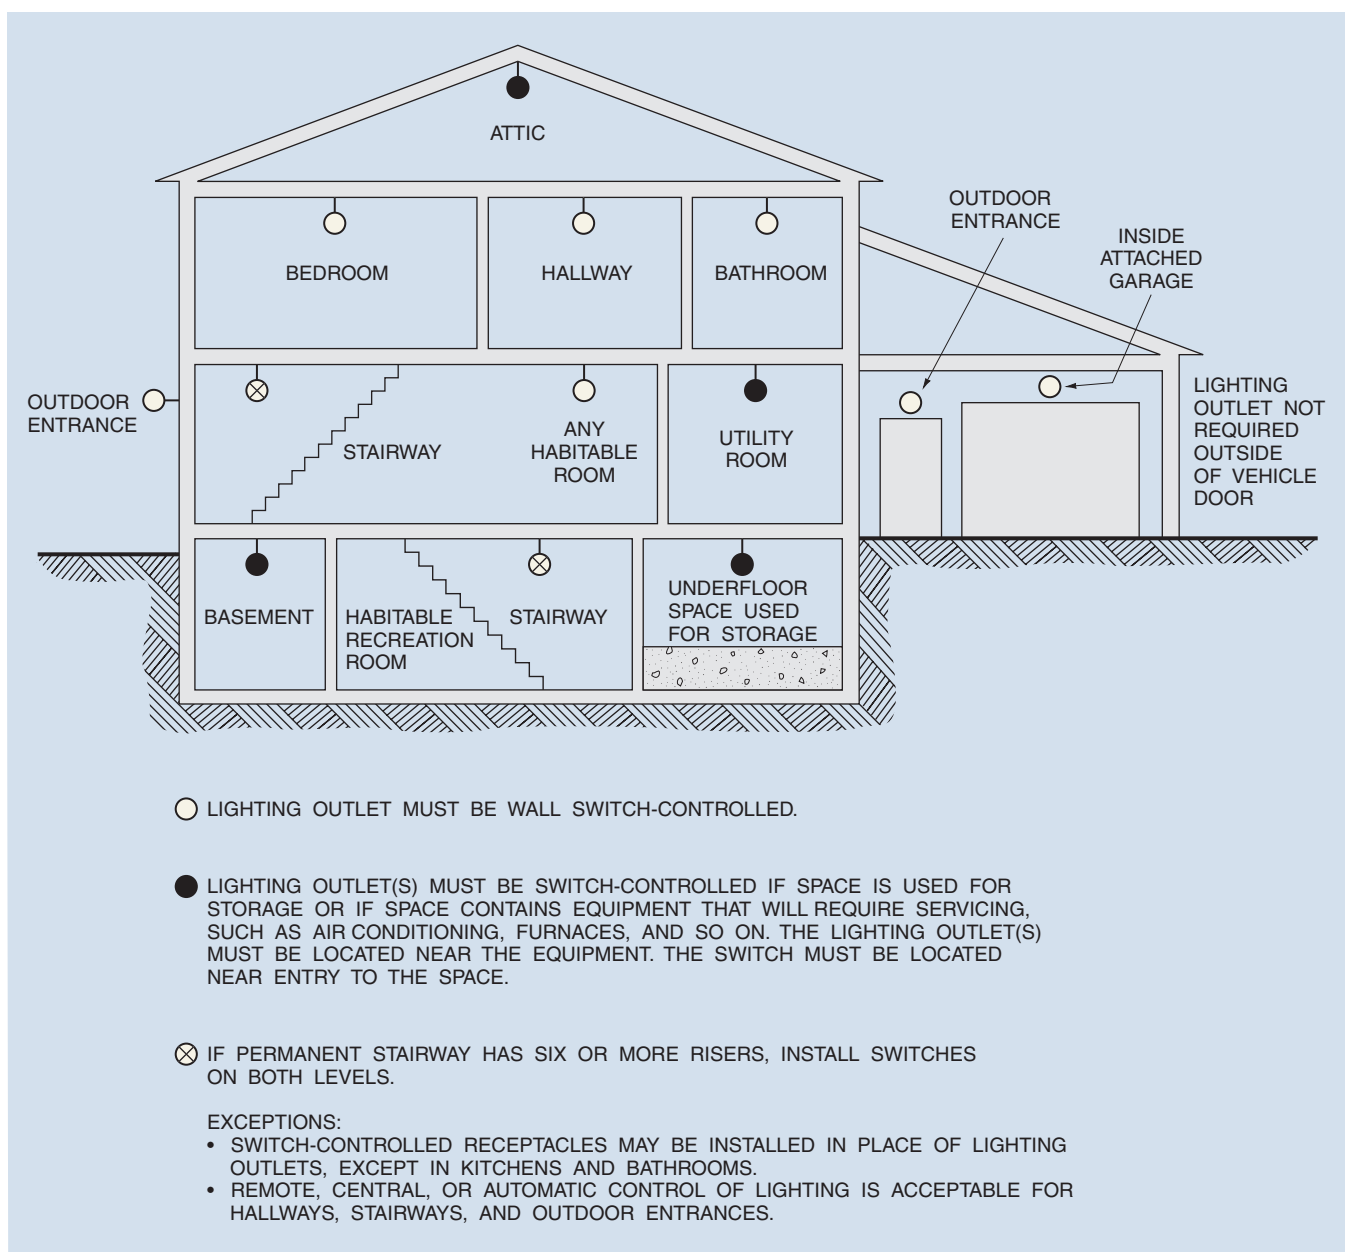 ATTIC
OUTDOOR
ENTRANCE
INSIDE
ATTACHED
GARAGE
BEDROOM
HALLWAY
BATHROOM
OUTDOOR
ENTRANCE
STAIRWAY
ANY
HABITABLE
ROOM
UTILITY
ROOM
LIGHTING
OUTLET NOT
REQUIRED
OUTSIDE
OF VEHICLE
DOOR
BASEMENT
HABITABLE
RECREATION
ROOM
STAIRWAY
UNDERFLOOR
SPACE USED
FOR STORAGE
LIGHTING OUTLET MUST BE WALL SWITCH-CONTROLLED.
LIGHTING OUTLET(S) MUST BE SWITCH-CONTROLLED IF SPACE IS USED FOR
STORAGE OR IF SPACE CONTAINS EQUIPMENT THAT WILL REQUIRE SERVICING,
SUCH AS AIR CONDITIONING, FURNACES, AND SO ON. THE LIGHTING OUTLET(S)
MUST BE LOCATED NEAR THE EQUIPMENT. THE SWITCH MUST BE LOCATED
NEAR ENTRY TO THE SPACE.
IF PERMANENT STAIRWAY HAS SIX OR MORE RISERS, INSTALL SWITCHES
ON BOTH LEVELS.
EXCEPTIONS:
• SWITCH-CONTROLLED RECEPTACLES MAY BE INSTALLED IN PLACE OF LIGHTING
OUTLETS, EXCEPT IN KITCHENS AND BATHROOMS.
• REMOTE, CENTRAL, OR AUTOMATIC CONTROL OF LIGHTING IS ACCEPTABLE FOR
HALLWAYS, STAIRWAYS, AND OUTDOOR ENTRANCES.